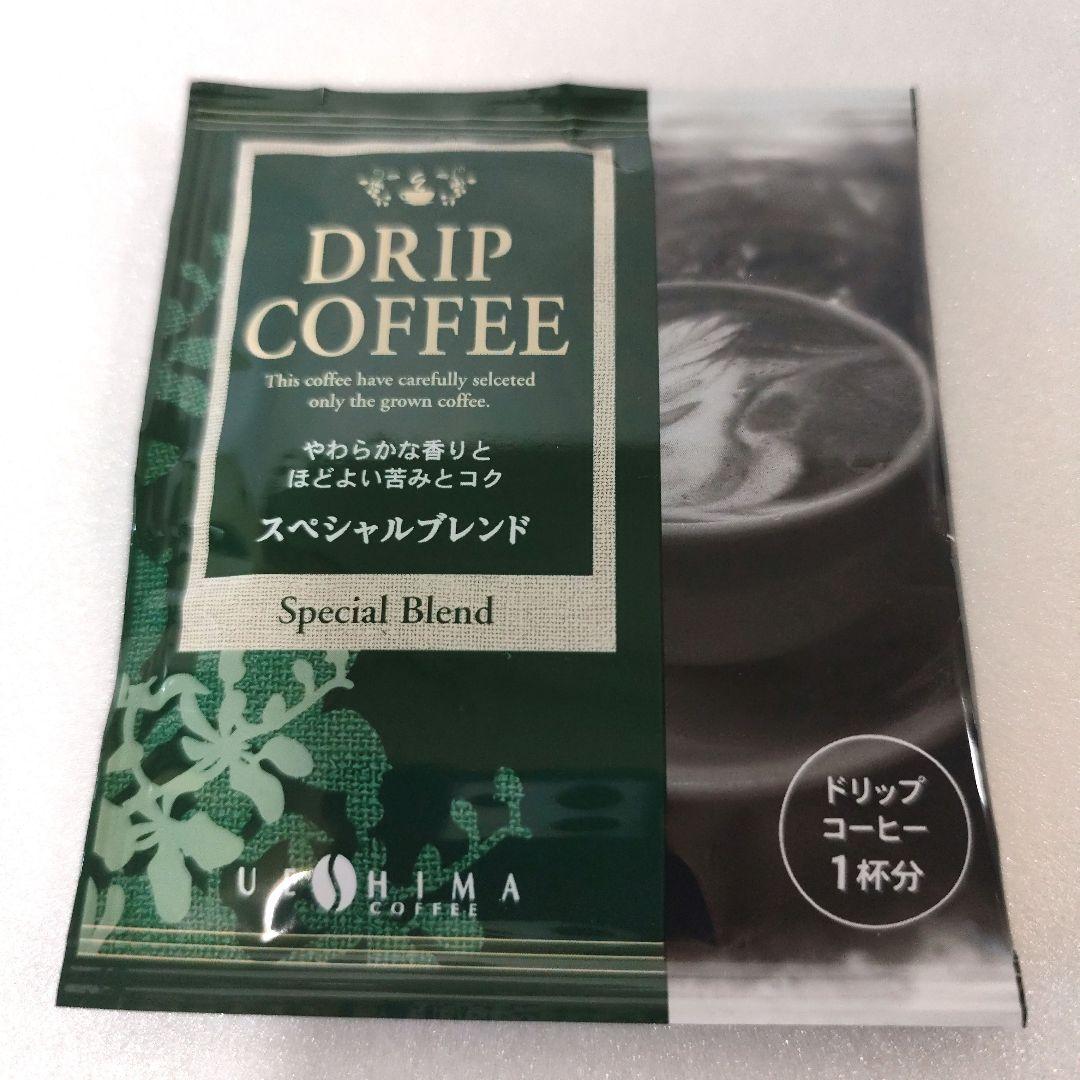 DRIP
COFFEE
This coffee have carefully selceted
only the grown coffee.
やわらかな香りと
ほどよい苦みとコク
スペシャルブレンド
Special Blend
UESHIMA
COFFEE
ドリップ
コーヒー
1杯分